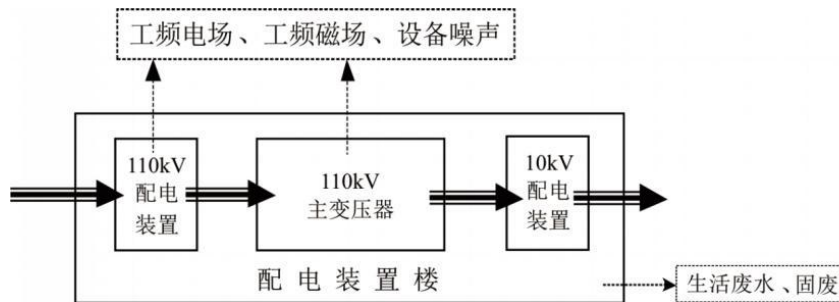 工频电场、工频磁场、设备噪声
110kV
配电
装置
110kV
主变压器
10kV
配电
装置
配电装置楼
生活废水、固废